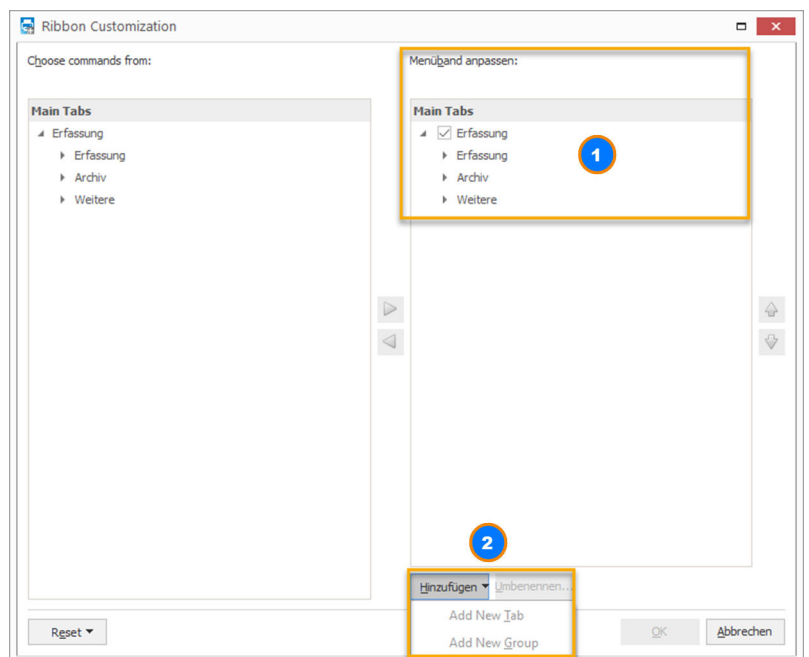 Ribbon Customization
Choose commands from:
Menüband anpassen:
Main Tabs
Erfassung
Erfassung
Archiv
Weitere
Main Tabs
Erfassung
Erfassung
Archiv
Weitere
1
2
Hinzufügen
Umbenennen...
Add New Tab
Add New Group
Reset
OK
Abbrechen